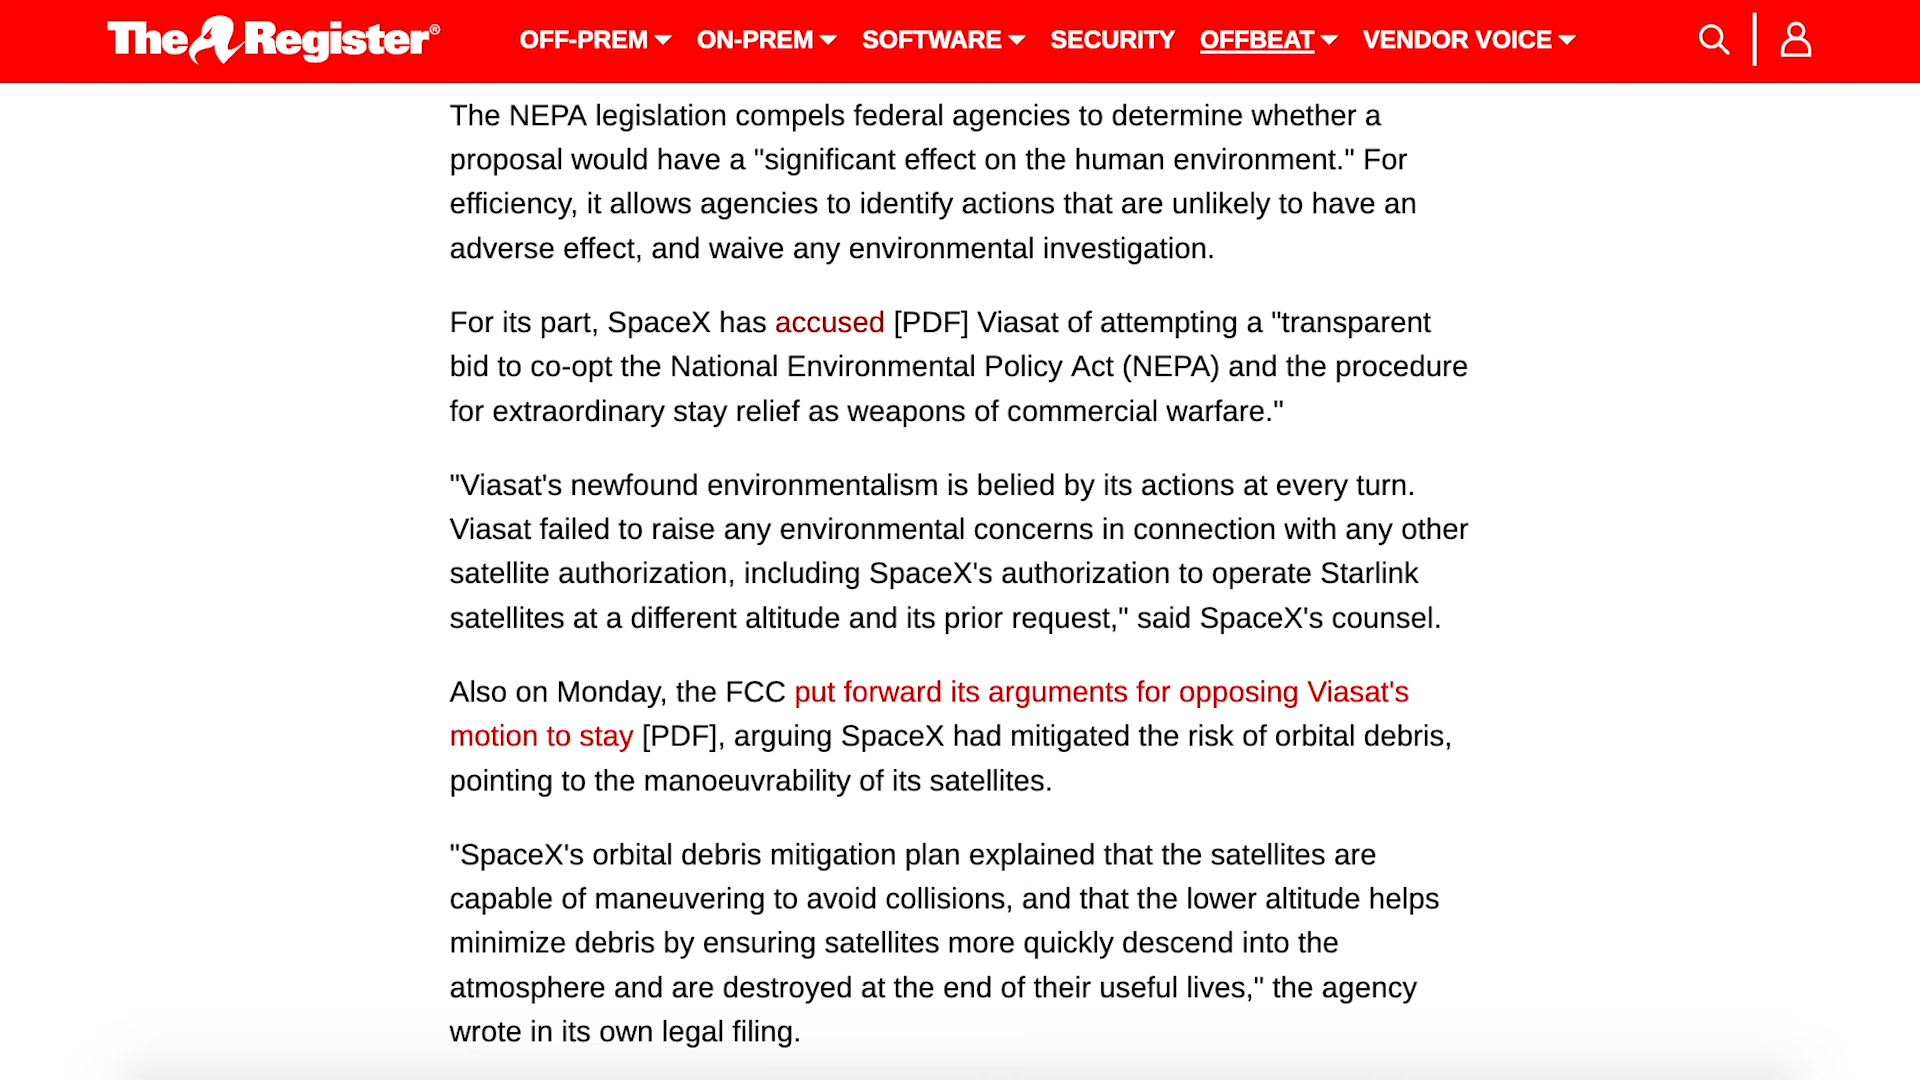 The Register®
OFF-PREM ON-PREM SOFTWARE SECURITY OFFBEAT VENDOR VOICE
The NEPA legislation compels federal agencies to determine whether a
proposal would have a "significant effect on the human environment." For
efficiency, it allows agencies to identify actions that are unlikely to have an
adverse effect, and waive any environmental investigation.
For its part, SpaceX has accused [PDF] Viasat of attempting a "transparent
bid to co-opt the National Environmental Policy Act (NEPA) and the procedure
for extraordinary stay relief as weapons of commercial warfare."
"Viasat's newfound environmentalism is belied by its actions at every turn.
Viasat failed to raise any environmental concerns in connection with any other
satellite authorization, including SpaceX's authorization to operate Starlink
satellites at a different altitude and its prior request," said SpaceX's counsel.
Also on Monday, the FCC put forward its arguments for opposing Viasat's
motion to stay [PDF], arguing SpaceX had mitigated the risk of orbital debris,
pointing to the manoeuvrability of its satellites.
"SpaceX's orbital debris mitigation plan explained that the satellites are
capable of maneuvering to avoid collisions, and that the lower altitude helps
minimize debris by ensuring satellites more quickly descend into the
atmosphere and are destroyed at the end of their useful lives," the agency
wrote in its own legal filing.